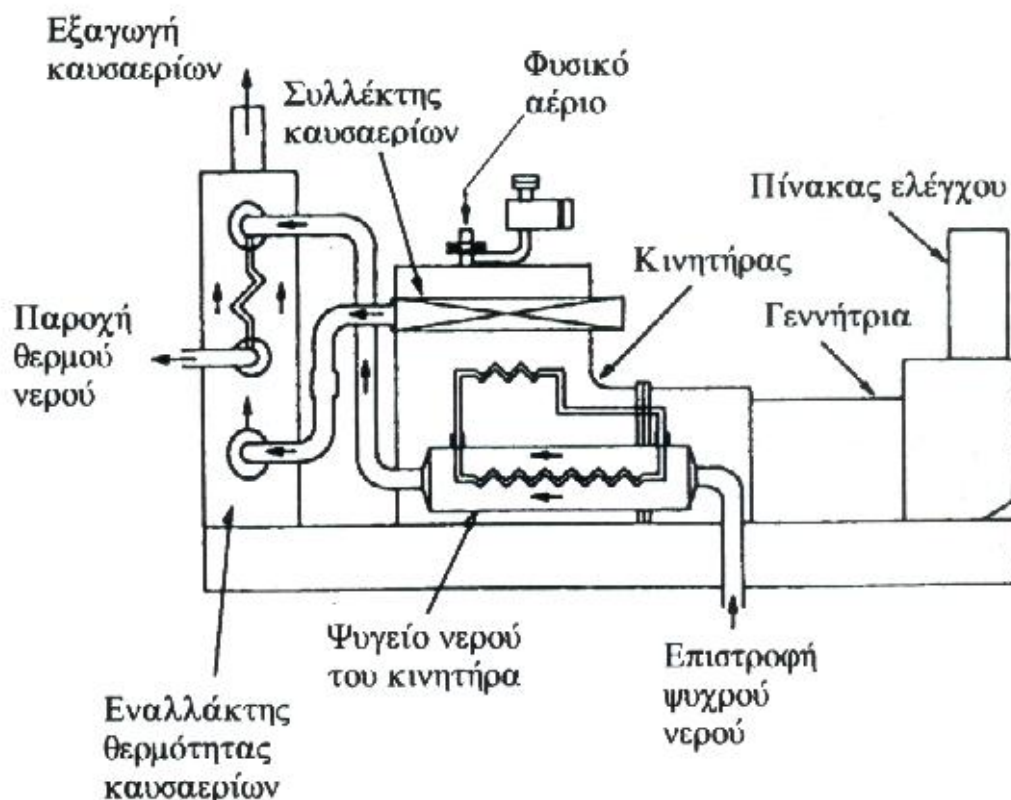 Εξαγωγή
καυσαερίων
Συλλέκτης
καυσαερίων
Φυσικό
αέριο
Πίνακας ελέγχου
Κινητήρας
Γεννήτρια
Παροχή
θερμού
νερού
Ψυγείο νερού
του κινητήρα
Επιστροφή
ψυχρού
νερού
Εναλλάκτης
θερμότητας
καυσαερίων